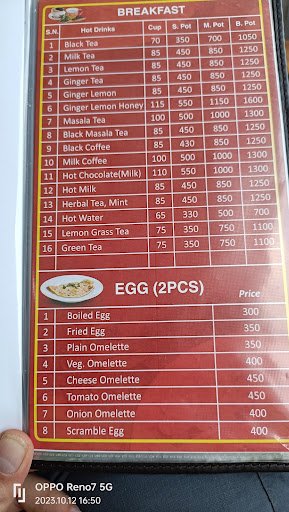 BREAKFAST
S.N. Hot Drinks Cup S. Pot M. Pot B. Pot
1 Black Tea 70 350 700 1050
2 Milk Tea 85 450 850 1250
3 Lemon Tea 85 450 850 1250
4 Ginger Tea 85 450 850 1250
5 Ginger Lemon 85 450 850 1250
6 Ginger Lemon Honey 115 550 1150 1600
7 Masala Tea 100 500 1000 1300
8 Black Masala Tea 85 450 850 1250
9 Black Coffee 85 430 850 1250
10 Milk Coffee 100 500 1000 1300
11 Hot Chocolate(Milk) 110 550 1000 1300
12 Hot Milk 85 450 850 1250
13 Herbal Tea, Mint 85 450 850 1250
14 Hot Water 65 330 500 700
15 Lemon Grass Tea 75 350 750 1100
16 Green Tea 75 350 750 1100
EGG (2PCS)
Price
1 Boiled Egg 300
2 Fried Egg 350
3 Plain Omelette 350
4 Veg. Omelette 400
5 Cheese Omelette 450
6 Tomato Omelette 450
7 Onion Omelette 400
8 Scramble Egg 400
OPPO Reno7 5G
2023.10.12 16:50